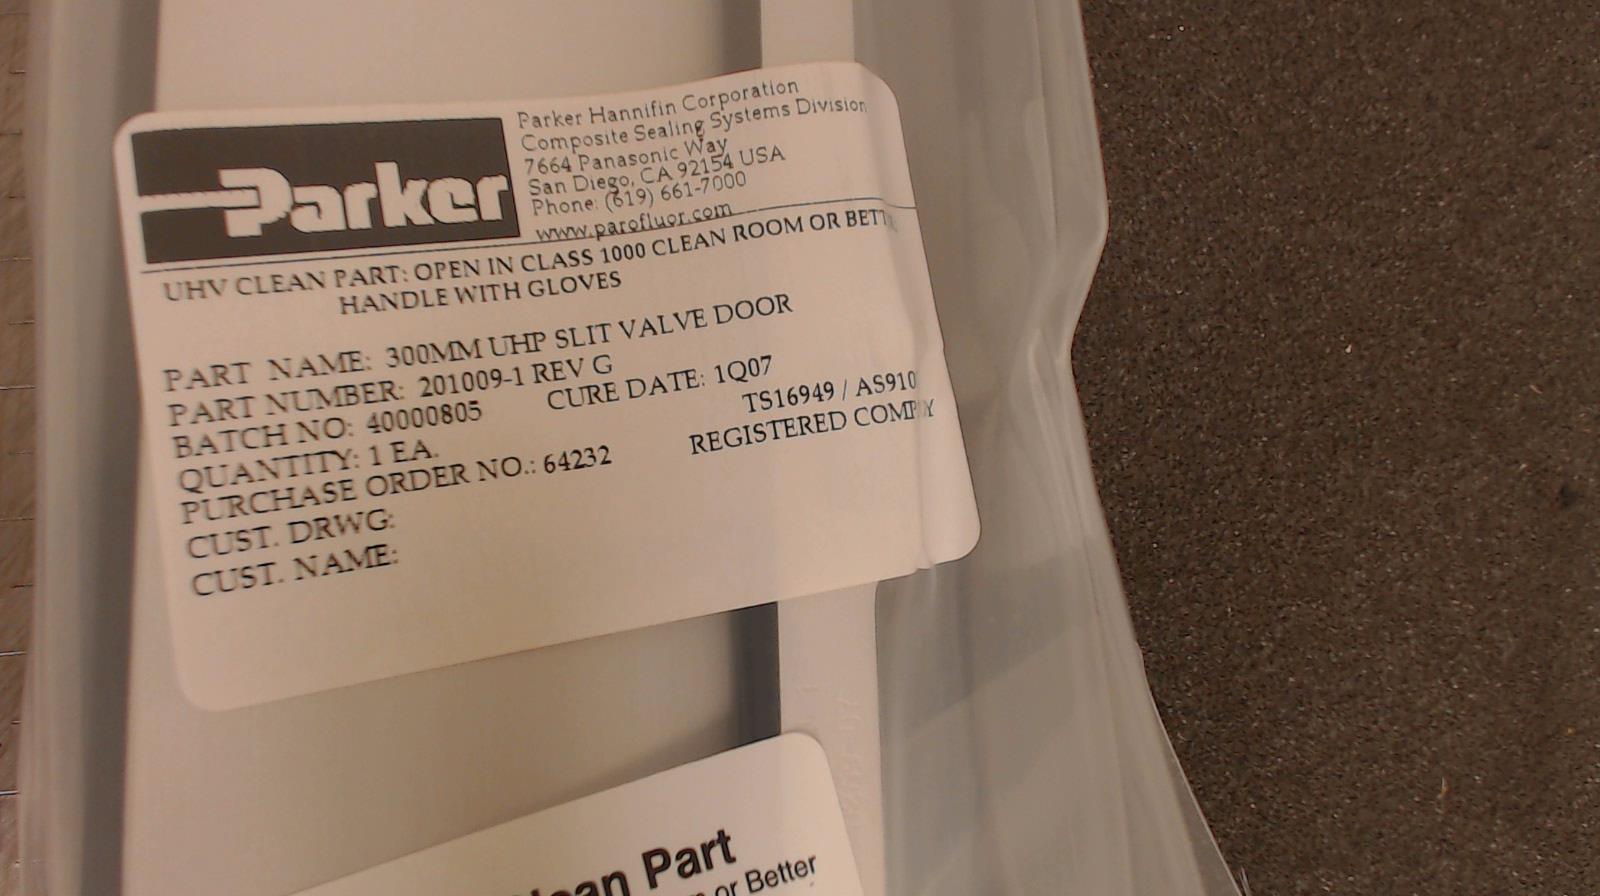 Parker
Parker Hannifin Corporation
Composite Sealing Systems Division
7664 Panasonic Way
San Diego, CA 92154 USA
Phone: (619) 661-7000
www.parofluor.com
UHV CLEAN PART: OPEN IN CLASS 1000 CLEAN ROOM OR
HANDLE WITH GLOVES
PART NAME: 300MM UHP SLIT VALVE DOOR
PART NUMBER: 201009-1 REV G
BATCH NO: 40000805 CURE DATE: 1Q07
QUANTITY: 1 EA. TS16949 / AS910
PURCHASE ORDER NO.: 64232 REGISTERED
CUST. DRWG:
CUST. NAME:
Part
or Better